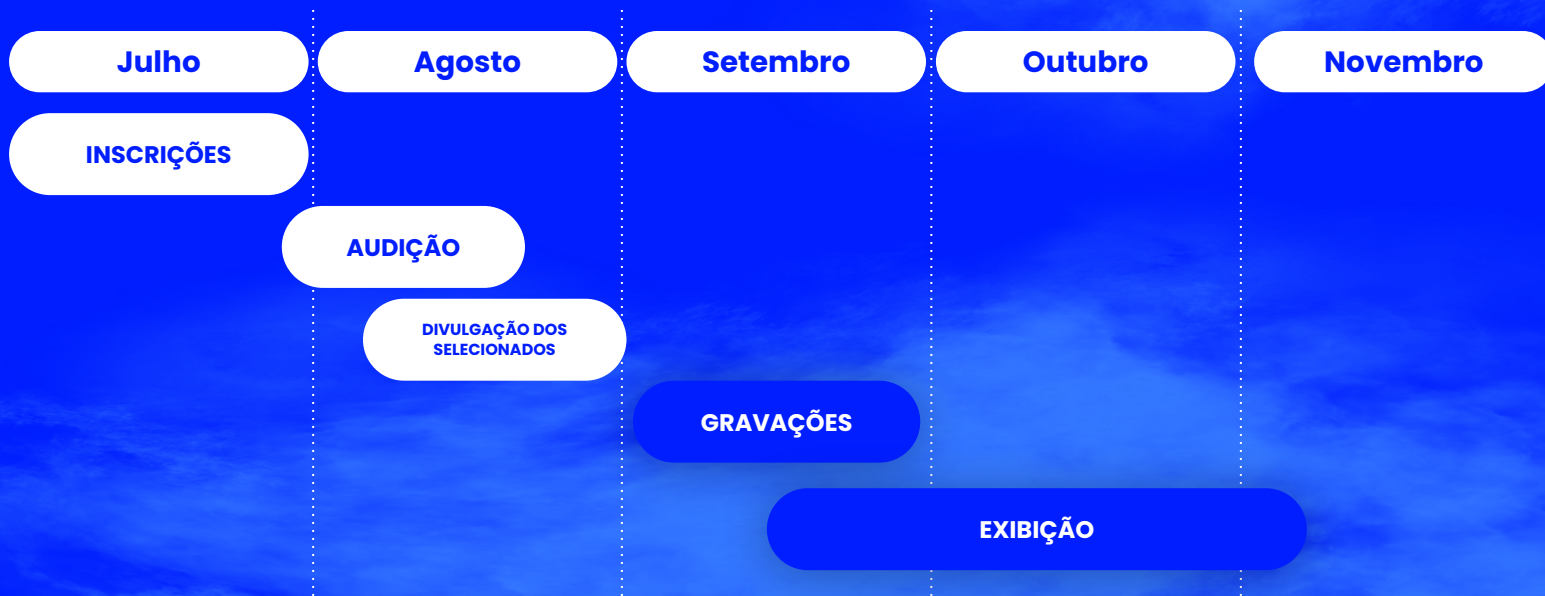 Julho
Agosto
Setembro
Outubro
Novembro
INSCRIÇÕES
AUDIÇÃO
DIVULGAÇÃO DOS
SELECIONADOS
GRAVAÇÕES
EXIBIÇÃO